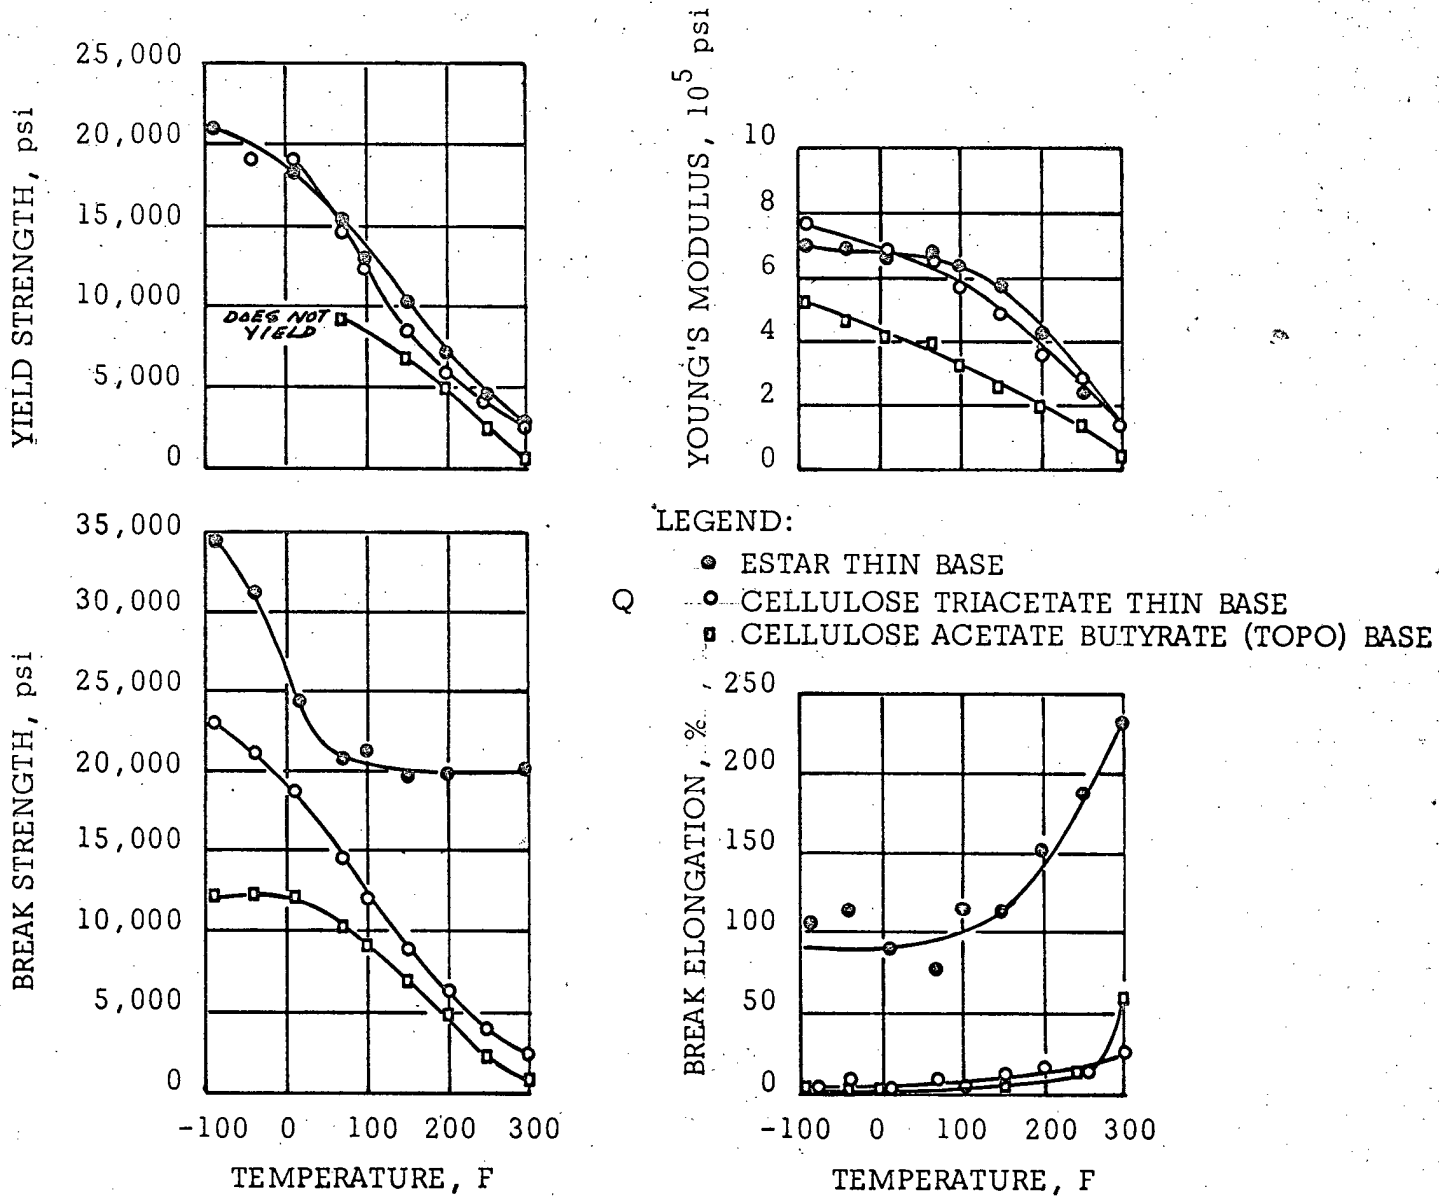 YIELD STRENGTH, psi
25,000
20,000
15,000
10,000
5,000
0
DOES NOT
YIELD
YOUNG'S MODULUS, 10⁵ psi
10
8
6
4
2
0
BREAK STRENGTH, psi
35,000
30,000
25,000
20,000
15,000
10,000
5,000
0
-100 0 100 200 300
TEMPERATURE, F
LEGEND:
ESTAR THIN BASE
Q CELLULOSE TRIACETATE THIN BASE
CELLULOSE ACETATE BUTYRATE (TOPO) BASE
BREAK ELONGATION, %
250
200
150
100
50
0
-100 0 100 200 300
TEMPERATURE, F